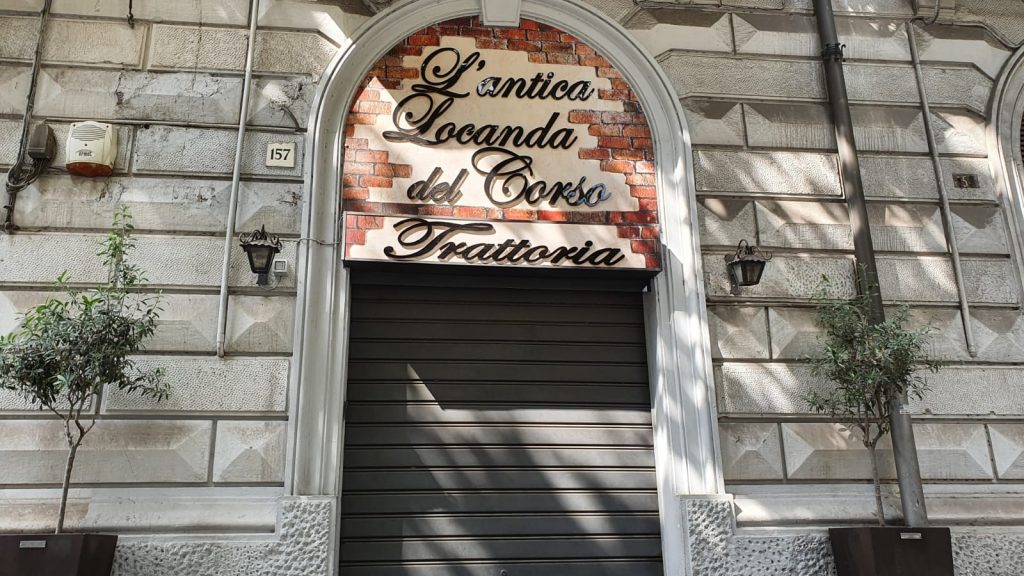 L'antica
Locanda
del Corso
Trattoria
157